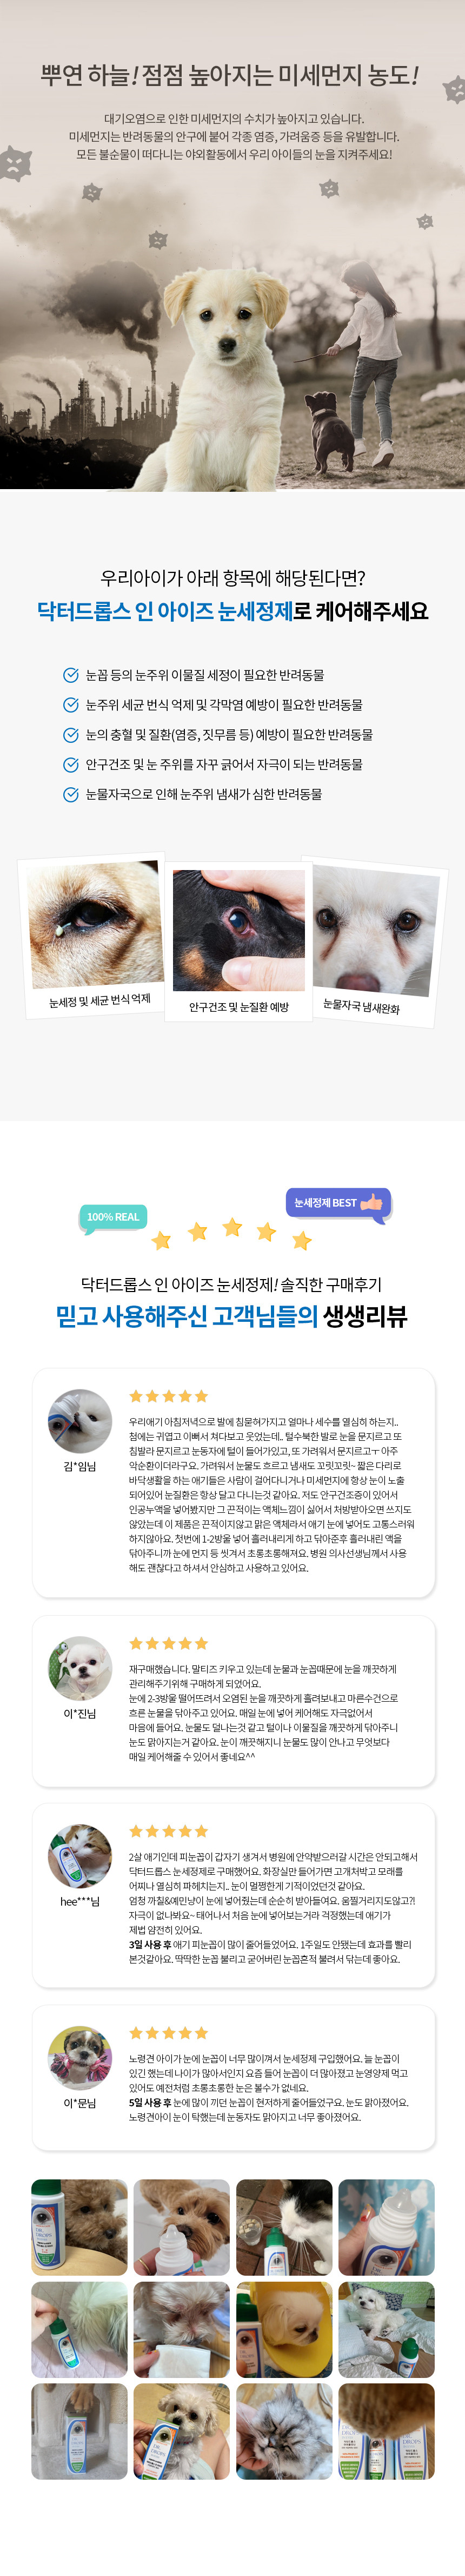 뿌연 하늘! 점점 높아지는 미세먼지 농도!
대기오염으로 인한 미세먼지의 수치가 높아지고 있습니다.
미세먼지는 반려동물의 안구에 붙어 각종 염증, 가려움증 등을 유발합니다.
모든 불순물이 떠다니는 야외활동에서 우리 아이들의 눈을 지켜주세요!
우리아이가 아래 항목에 해당된다면?
닥터드롭스 인 아이즈 눈세정제로 케어해주세요
눈꼽 등의 눈주위 이물질 세정이 필요한 반려동물
눈주위 세균 번식 억제 및 각막염 예방이 필요한 반려동물
눈의 충혈 및 질환(염증, 짓무름 등) 예방이 필요한 반려동물
안구건조 및 눈 주위를 자꾸 긁어서 자극이 되는 반려동물
눈물자국으로 인해 눈주위 냄새가 심한 반려동물
눈세정 및 세균 번식 억제
안구건조 및 눈질환 예방
눈물자국 냄새완화
100% REAL
눈세정제 BEST
닥터드롭스 인 아이즈 눈세정제! 솔직한 구매후기
믿고 사용해주신 고객님들의 생생리뷰
김*임님
우리애기 아침저녁으로 발에 침묻혀가지고 얼마나 세수를 열심히 하는지..
첨에는 귀엽고 이뻐서 쳐다보고 웃었는데.. 털수북한 발로 눈을 문지르고 또
침발라 문지르고 눈동자에 털이 들어가있고, 또 가려워서 문지르고ㅜ 아주
악순환이더라구요. 가려워서 눈물도 흐르고 냄새도 꼬릿꼬릿~ 짧은 다리로
바닥생활을 하는 애기들은 사람이 걸어다니거나 미세먼지에 항상 눈이 노출
되어있어 눈질환은 항상 달고 다니는것 같아요. 저도 안구건조증이 있어서
인공누액을 넣어봤지만 그 끈적이는 액체느낌이 싫어서 처방받아오면 쓰지도
않았는데 이 제품은 끈적이지않고 맑은 액체라서 애기 눈에 넣어도 고통스러워
하지않아요. 첫번에 1-2방울 넣어 흘러내리게 하고 닦아준후 흘러내린 액을
닦아주니까 눈에 먼지 등 씻겨서 초롱초롱해져요. 병원 의사선생님께서 사용
해도 괜찮다고 하셔서 안심하고 사용하고 있어요.
이*진님
재구매했습니다. 말티즈 키우고 있는데 눈물과 눈꼽때문에 눈을 깨끗하게
관리해주기위해 구매하게 되었어요.
눈에 2-3방울 떨어뜨려서 오염된 눈을 깨끗하게 흘려보내고 마른수건으로
흐른 눈물을 닦아주고 있어요. 매일 눈에 넣어 케어해도 자극없어서
마음에 들어요. 눈물도 덜나는것 같고 털이나 이물질을 깨끗하게 닦아주니
눈도 맑아지는거 같아요. 눈이 깨끗해지니 눈물도 많이 안나고 무엇보다
매일 케어해줄 수 있어서 좋네요^^
hee***님
2살 애기인데 피눈꼽이 갑자기 생겨서 병원에 안약받으러갈 시간은 안되고해서
닥터드롭스 눈세정제로 구매했어요. 화장실만 들어가면 고개처박고 모래를
어찌나 열심히 파헤치는지.. 눈이 멀쩡한게 기적이었던것 같아요.
엄청 까칠&예민냥이 눈에 넣어줬는데 순순히 받아들여요. 움찔거리지도않고?!
자극이 없나봐요~ 태어나서 처음 눈에 넣어보는거라 걱정했는데 애기가
제법 얌전히 있어요.
3일 사용 후 애기 피눈꼽이 많이 줄어들었어요. 1주일도 안됐는데 효과를 빨리
본것같아요. 딱딱한 눈꼽 불리고 굳어버린 눈꼽흔적 불려서 닦는데 좋아요.
이*문님
노령견 아이가 눈에 눈꼽이 너무 많이껴서 눈세정제 구입했어요. 늘 눈꼽이
있긴 했는데 나이가 많아서인지 요즘 들어 눈꼽이 더 많아졌고 눈영양제 먹고
있어도 예전처럼 초롱초롱한 눈은 볼수가 없네요.
5일 사용 후 눈에 많이 끼던 눈꼽이 현저하게 줄어들었구요. 눈도 맑아졌어요.
노령견아이 눈이 탁했는데 눈동자도 맑아지고 너무 좋아졌어요.
DR.
DROPS